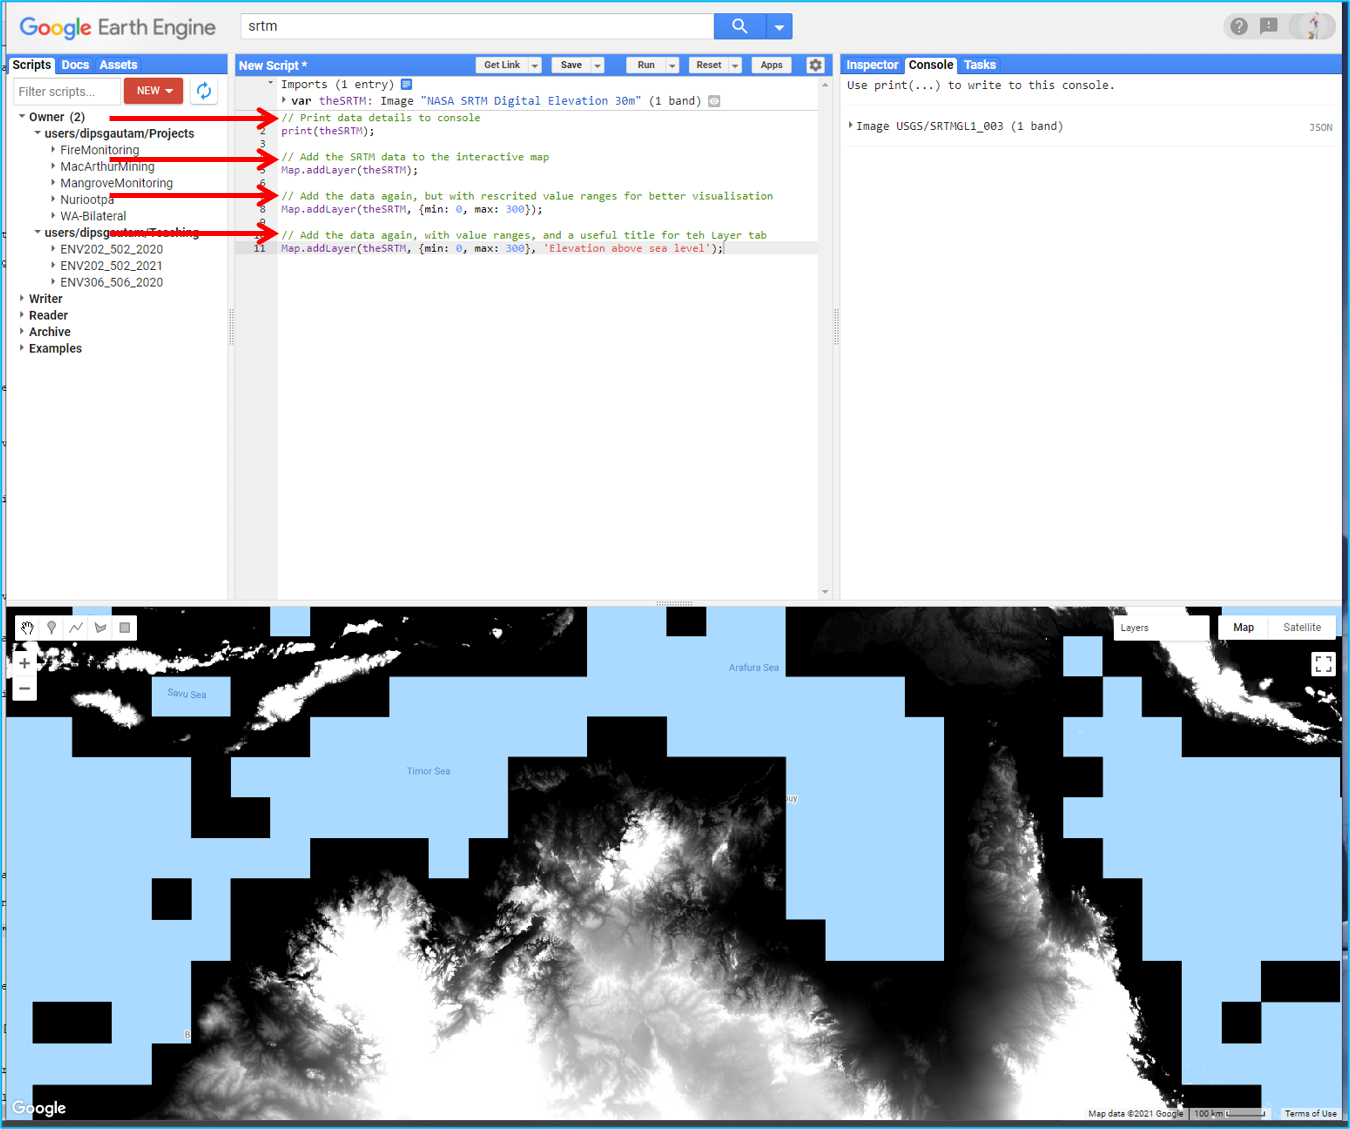 Google Earth Engine
srtm
Scripts Docs Assets
Filter scripts... NEW
Owner (2)
users/dipsgautam/Projects
FireMonitoring
MacArthurMining
MangroveMonitoring
Nuriootpa
WA-Bilateral
users/dipsgautam/Teaching
ENV202_502_2020
ENV202_502_2021
ENV306_506_2020
Writer
Reader
Archive
Examples
New Script * Get Link Save Run Reset Apps
Imports (1 entry)
var theSRTM: Image "NASA SRTM Digital Elevation 30m" (1 band)
// Print data details to console
2 print(theSRTM);
3
// Add the SRTM data to the interactive map
5 Map.addLayer(theSRTM);
6
// Add the data again, but with rescrited value ranges for better visualisation
8 Map.addLayer(theSRTM, {min: 0, max: 300});
9
10 // Add the data again, with value ranges, and a useful title for teh Layer tab
11 Map.addLayer(theSRTM, {min: 0, max: 300}, 'Elevation above sea level');
Inspector Console Tasks
Use print(...) to write to this console.
Image USGS/SRTMGL1_003 (1 band) JSON
Layers Map Satellite
Arafura Sea
Savu Sea
Timor Sea
Google
Map data ©2021 Google 100 km Terms of Use